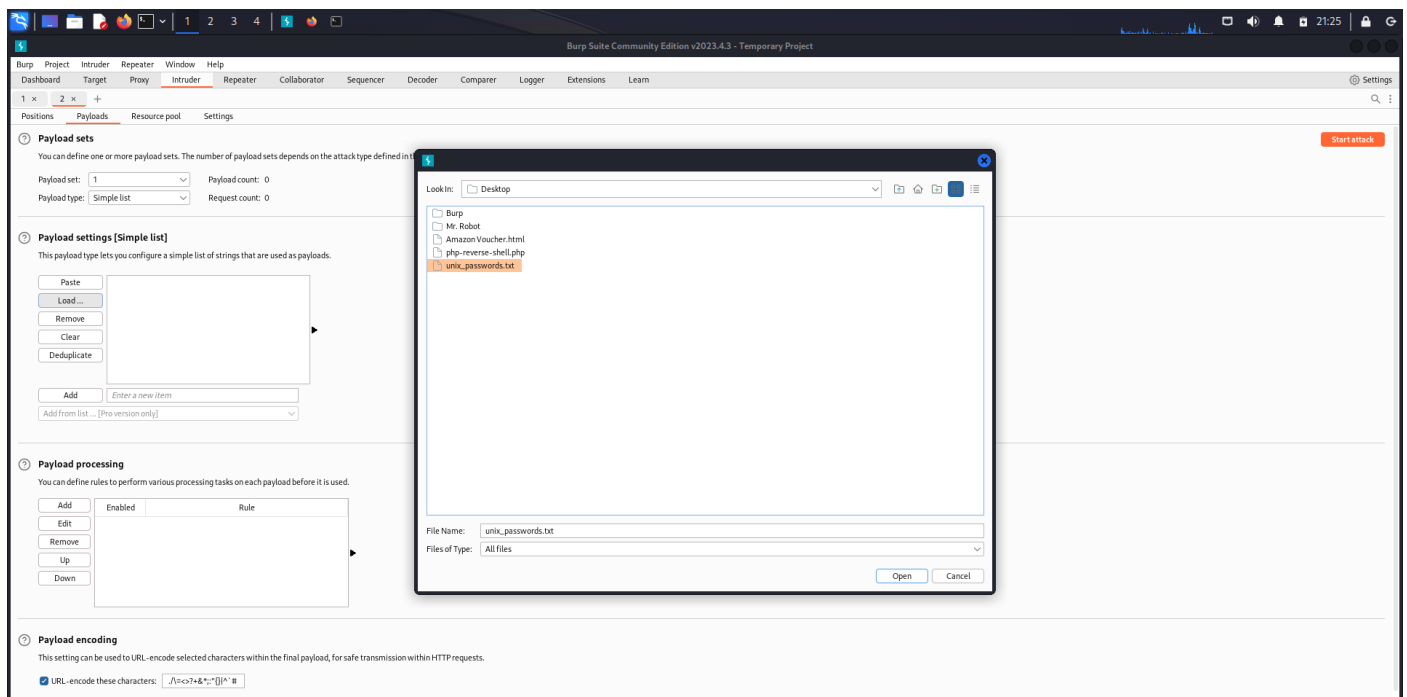 1 2 3 4 21:25
Burp Suite Community Edition v2023.4.3 - Temporary Project
Burp Project Intruder Repeater Window Help
Dashboard Target Proxy Intruder Repeater Collaborator Sequencer Decoder Comparer Logger Extensions Learn Settings
1 × 2 × +
Positions Payloads Resource pool Settings
Payload sets
Start attack
You can define one or more payload sets. The number of payload sets depends on the attack type defined in t
Payload set: 1 Payload count: 0
Payload type: Simple list Request count: 0
Payload settings [Simple list]
This payload type lets you configure a simple list of strings that are used as payloads.
Paste
Load ...
Remove
Clear
Deduplicate
Add Enter a new item
Add from list ... [Pro version only]
Payload processing
You can define rules to perform various processing tasks on each payload before it is used.
Add Enabled Rule
Edit
Remove
Up
Down
Payload encoding
This setting can be used to URL-encode selected characters within the final payload, for safe transmission within HTTP requests.
URL-encode these characters: ./\=<>?+&*;:"{}|^`#
Look In: Desktop
Burp
Mr. Robot
Amazon Voucher.html
php-reverse-shell.php
unix_passwords.txt
File Name: unix_passwords.txt
Files of Type: All files
Open Cancel